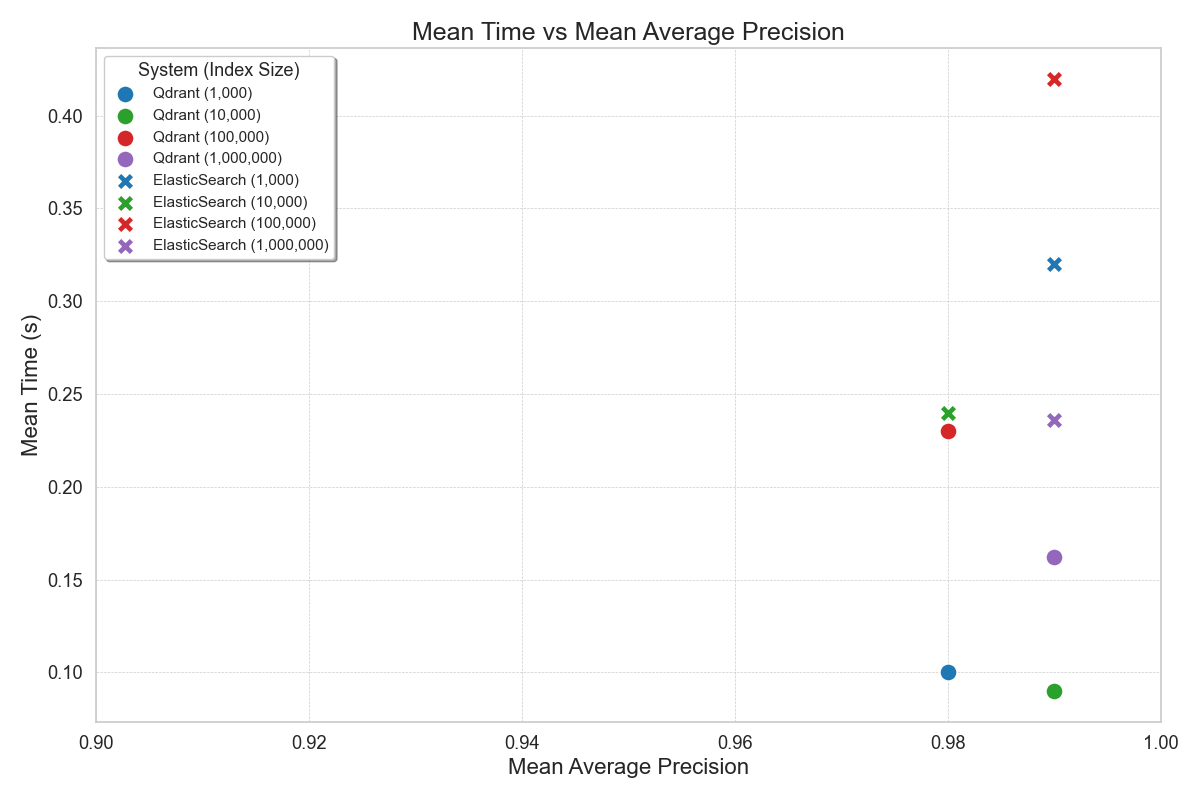 Mean Time vs Mean Average Precision
System (Index Size)
Qdrant (1,000)
Qdrant (10,000)
Qdrant (100,000)
Qdrant (1,000,000)
ElasticSearch (1,000)
ElasticSearch (10,000)
ElasticSearch (100,000)
ElasticSearch (1,000,000)
Mean Time (s)
0.40
0.35
0.30
0.25
0.20
0.15
0.10
0.90 0.92 0.94 0.96 0.98 1.00
Mean Average Precision